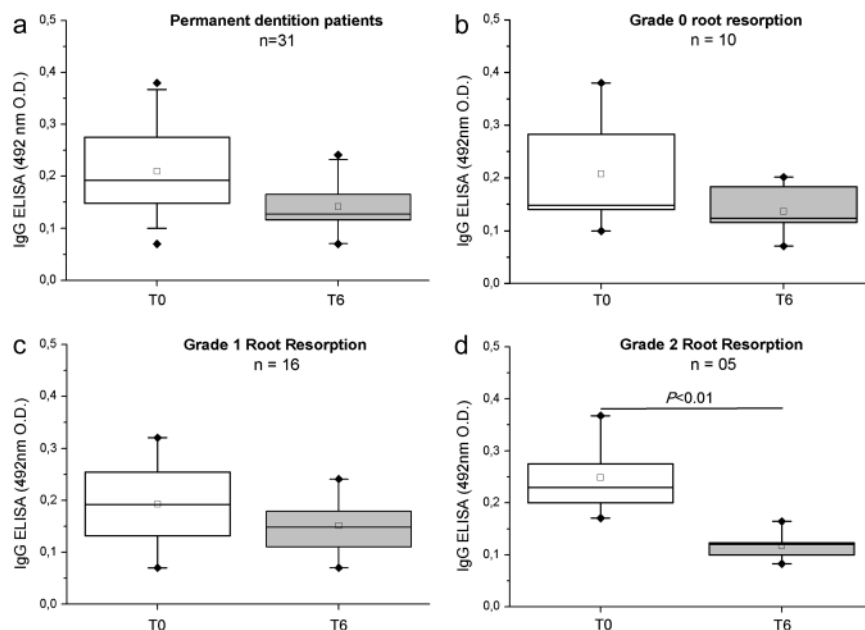 a
Permanent dentition patients
n=31
IgG ELISA (492 nm O.D.)
0,5
0,4
0,3
0,2
0,1
0,0
T0
T6
b
Grade 0 root resorption
n = 10
IgG ELISA (492nm O.D.)
0,5
0,4
0,3
0,2
0,1
0,0
T0
T6
c
Grade 1 Root Resorption
n = 16
IgG ELISA (492nm O.D.)
0,5
0,4
0,3
0,2
0,1
0,0
T0
T6
d
Grade 2 Root Resorption
n = 05
P<0.01
IgG ELISA (492nm O.D.)
0,5
0,4
0,3
0,2
0,1
0,0
T0
T6